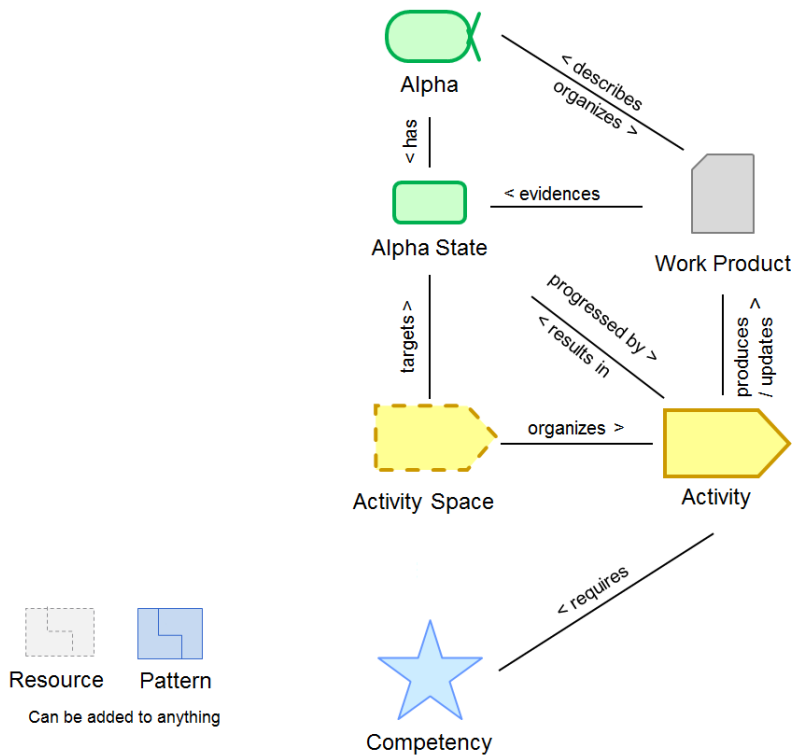 Alpha
< describes
organizes >
< has
< evidences
Alpha State
Work Product
targets >
progressed by >
< results in
produces >
/ updates
organizes >
Activity Space
Activity
< requires
Resource
Pattern
Can be added to anything
Competency